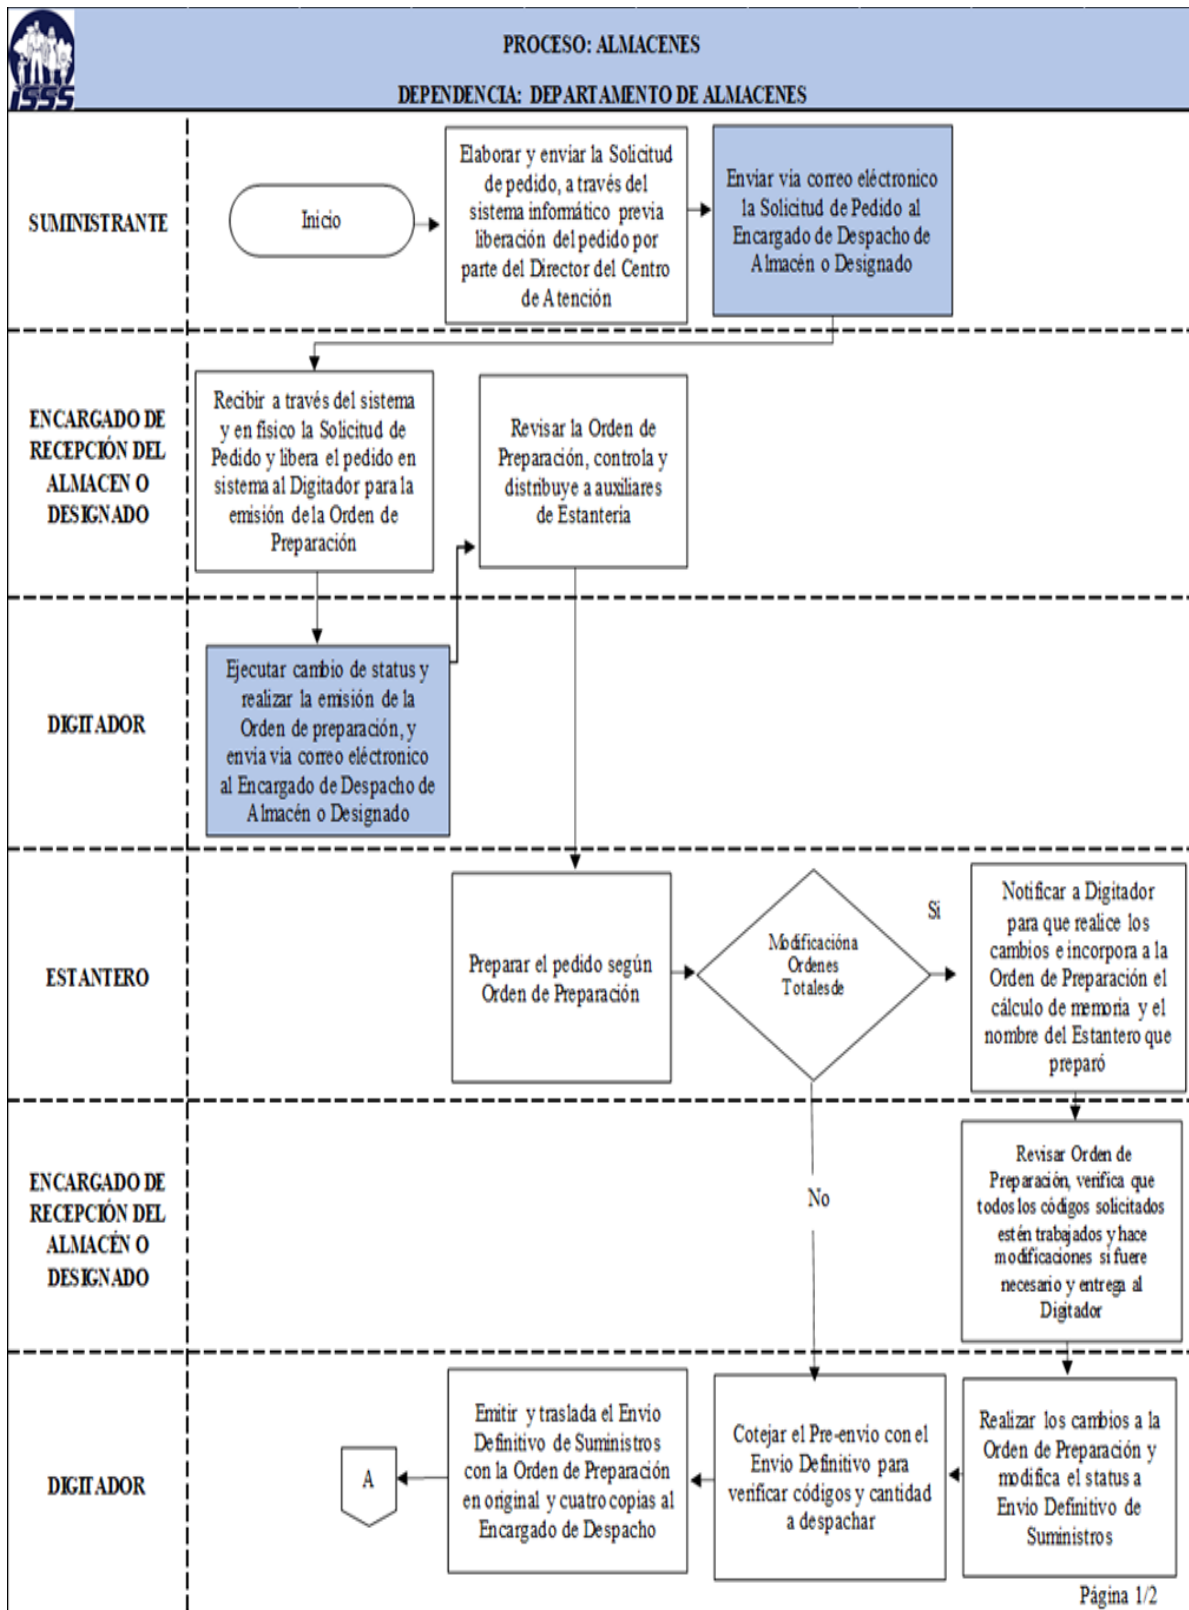 ISSS
PROCESO: ALMACENES
DEPENDENCIA: DEPARTAMENTO DE ALMACENES
SUMINISTRANTE
Inicio
Elaborar y enviar la Solicitud
de pedido, a través del
sistema informático previa
liberación del pedido por
parte del Director del Centro
de Atención
Enviar vía correo eléctronico
la Solicitud de Pedido al
Encargado de Despacho de
Almacén o Designado
ENCARGADO DE
RECEPCIÓN DEL
ALMACEN O
DESIGNADO
Recibir a través del sistema
y en físico la Solicitud de
Pedido y libera el pedido en
sistema al Digitador para la
emisión de la Orden de
Preparación
Revisar la Orden de
Preparación, controla y
distribuye a auxiliares
de Estantería
DIGITADOR
Ejecutar cambio de status y
realizar la emisión de la
Orden de preparación, y
envia vía correo eléctronico
al Encargado de Despacho de
Almacén o Designado
ESTANTERO
Preparar el pedido según
Orden de Preparación
Modificacióna
Ordenes
Totalesde
Si
Notificar a Digitador
para que realice los
cambios e incorpora a la
Orden de Preparación el
cálculo de memoria y el
nombre del Estantero que
preparó
ENCARGADO DE
RECEPCIÓN DEL
ALMACÉN O
DESIGNADO
No
Revisar Orden de
Preparación, verifica que
todos los códigos solicitados
estén trabajados y hace
modificaciones si fuere
necesario y entrega al
Digitador
DIGITADOR
A
Emitir y traslada el Envío
Definitivo de Suministros
con la Orden de Preparación
en original y cuatro copias al
Encargado de Despacho
Cotejar el Pre-envio con el
Envío Definitivo para
verificar códigos y cantidad
a despachar
Realizar los cambios a la
Orden de Preparación y
modifica el status a
Envío Definitivo de
Suministros
Página 1/2